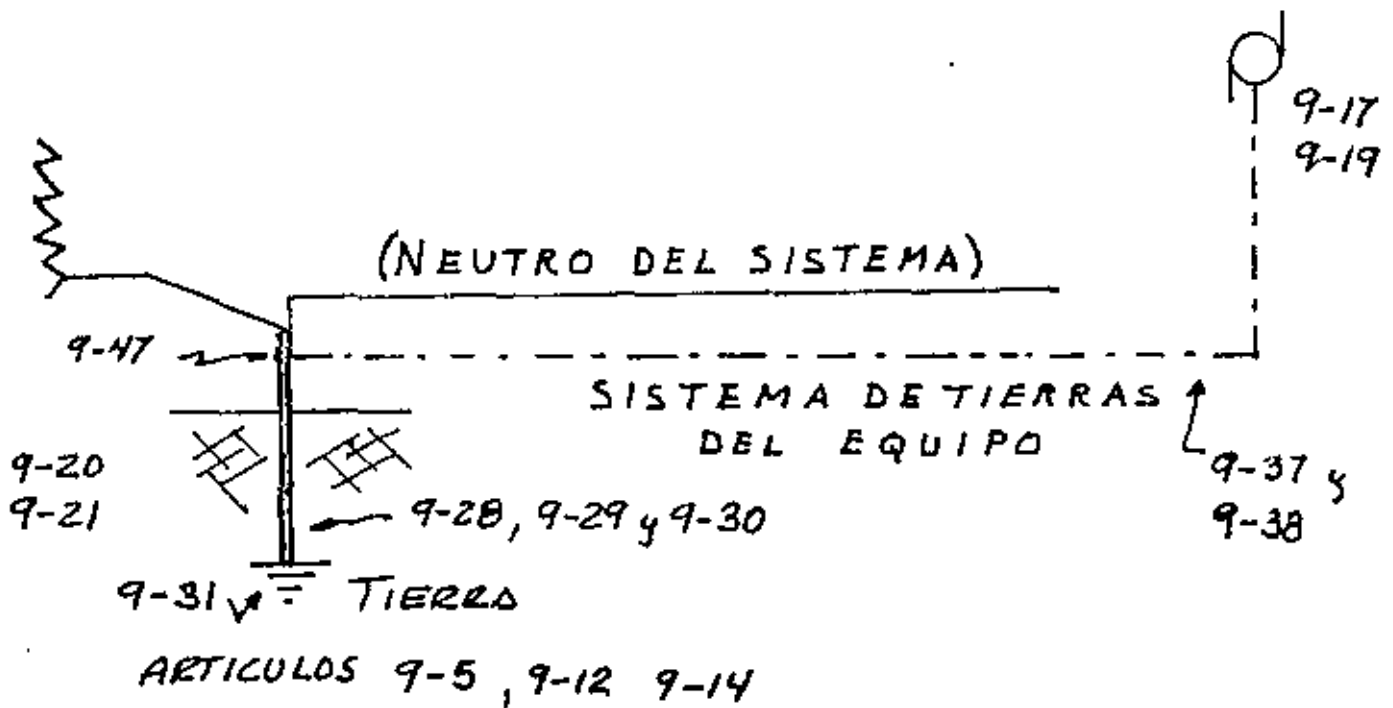 9-17
9-19
(NEUTRO DEL SISTEMA)
9-47
SISTEMA DE TIERRAS
DEL EQUIPO
9-37 y
9-38
9-20
9-21
9-28, 9-29 y 9-30
9-31
TIERRA
ARTICULOS 9-5, 9-12 9-14